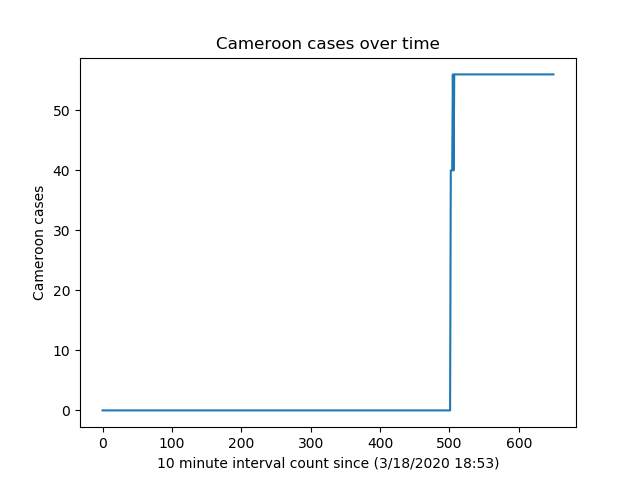 Cameroon cases over time
50
40
30
20
10
0
Cameroon cases
0 100 200 300 400 500 600
10 minute interval count since (3/18/2020 18:53)